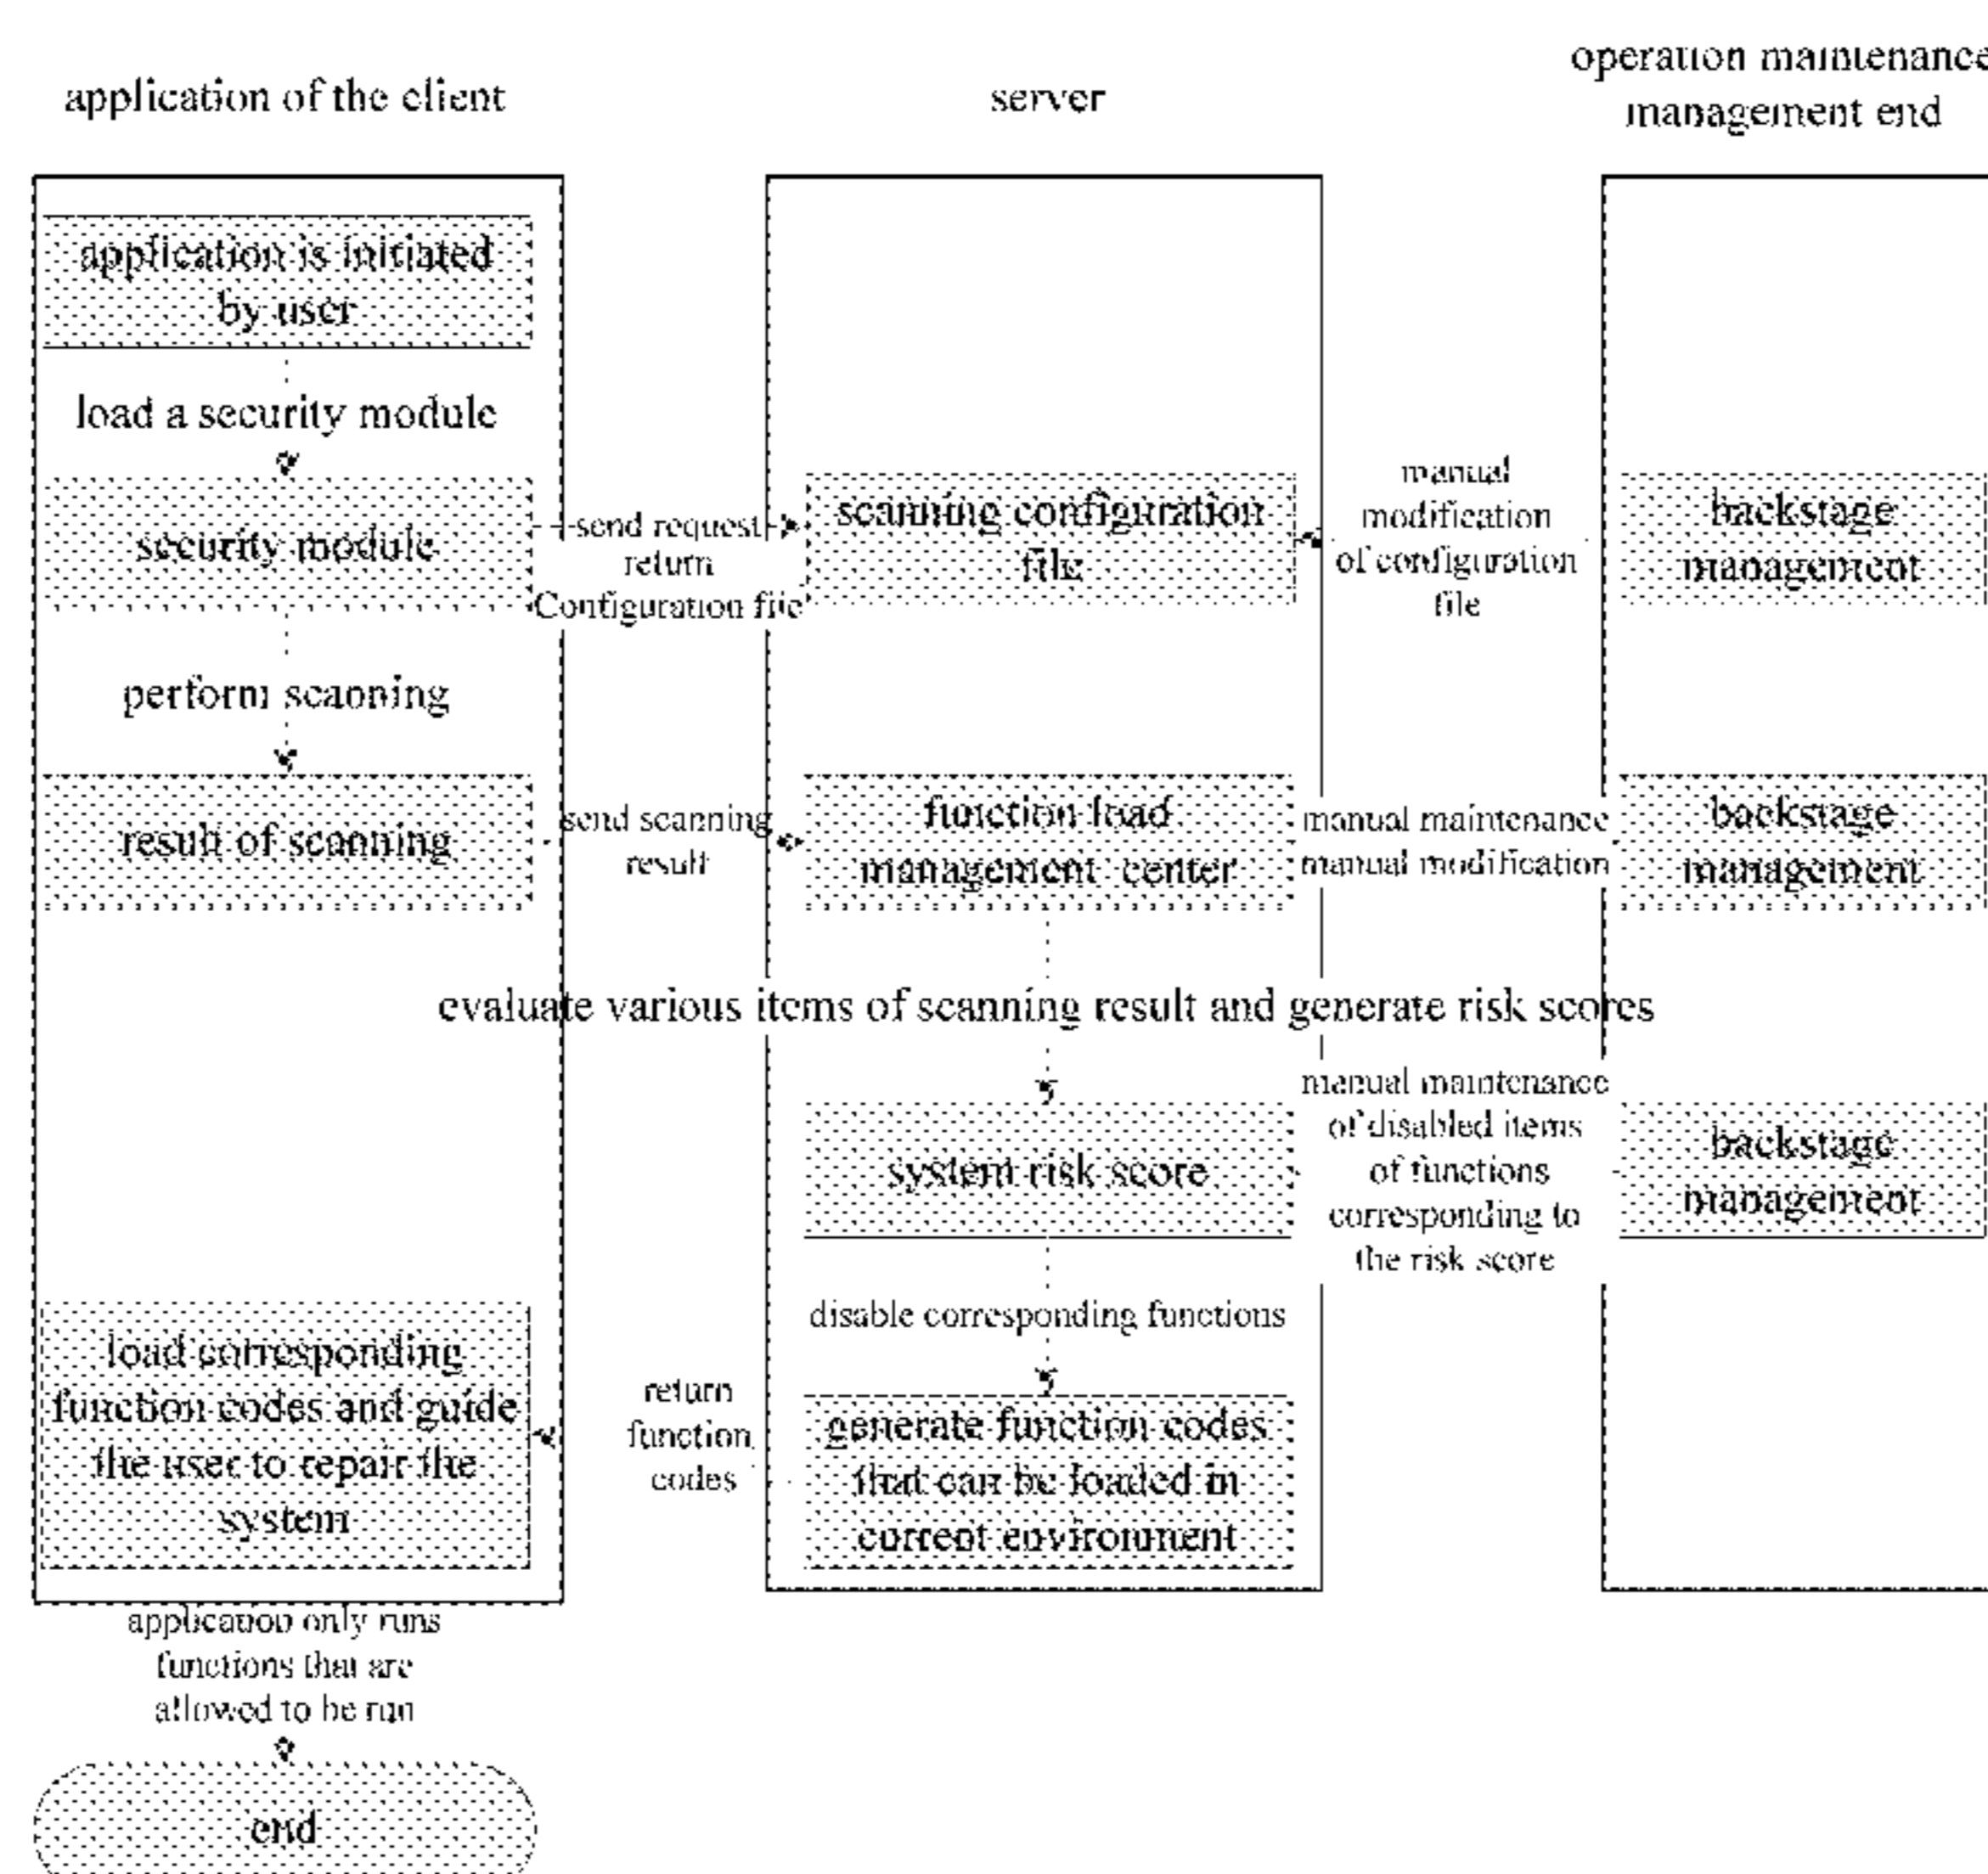 application of the client
server
operation maintenance
management end
application is initiated
by user
load a security module
security module
send request
return
Configuration file
scanning configuration
file
manual
modification
of configuration
file
backstage
management
perform scanning
result of scanning
send scanning
result
function load
management center
manual maintenance
manual modification
backstage
management
evaluate various items of scanning result and generate risk scores
system risk score
manual maintenance
of disabled items
of functions
corresponding to
the risk score
backstage
management
disable corresponding functions
load corresponding
function codes and guide
the user to repair the
system
return
function
codes
generate function codes
that can be loaded in
current environment
application only runs
functions that are
allowed to be run
end